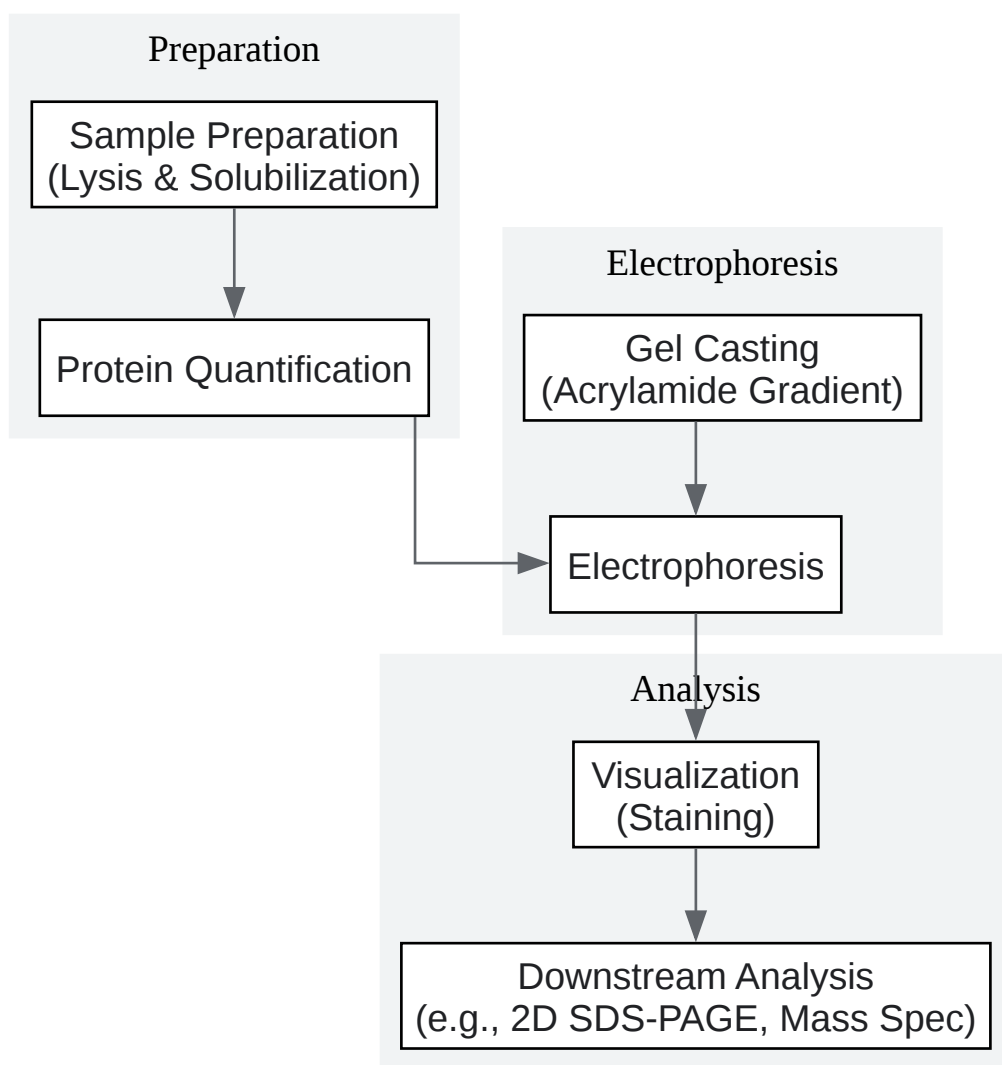 Preparation
Sample Preparation
(Lysis & Solubilization)
Protein Quantification
Electrophoresis
Gel Casting
(Acrylamide Gradient)
Electrophoresis
Analysis
Visualization
(Staining)
Downstream Analysis
(e.g., 2D SDS-PAGE, Mass Spec)